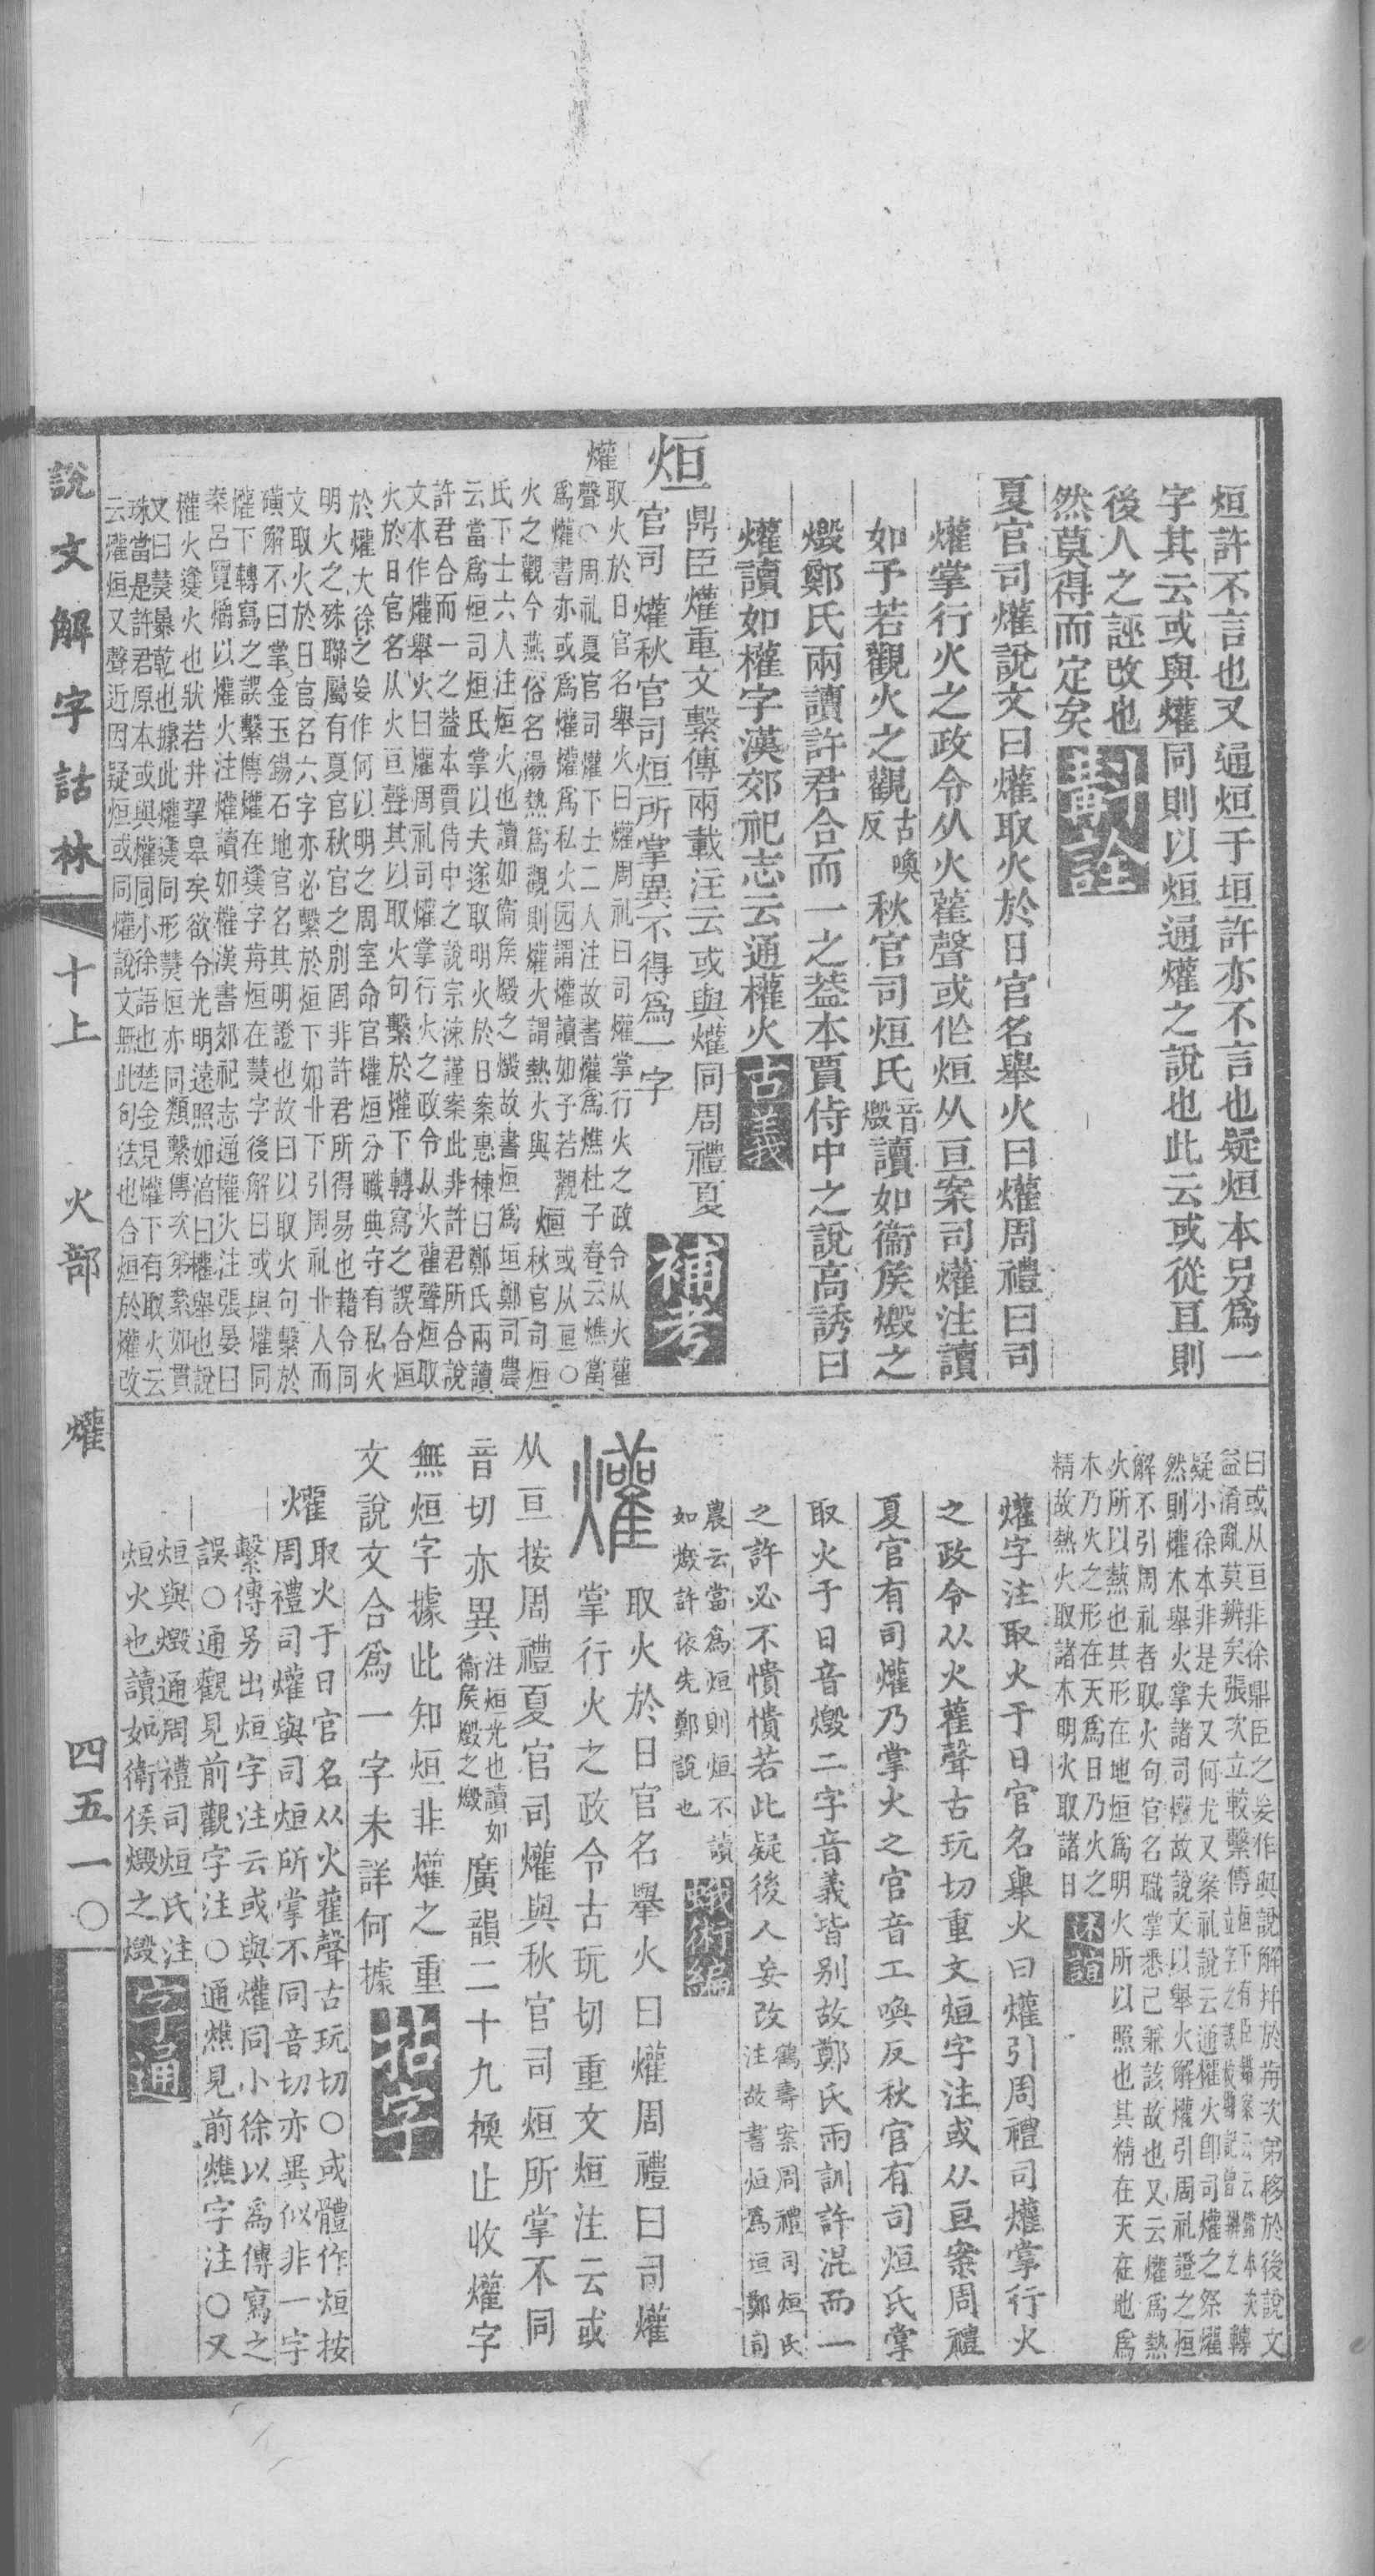 烜許不言也又通烜于垣許亦不言也疑烜本另爲一
字其云或與爟同則以烜通爟之說也此云或從亘則
後人之誣改也
然莫得而定矣
夏官司爟說文曰爟取火於日官名舉火曰爟周禮曰司
爟掌行火之政令从火雚聲或作烜从亘案司爟注讀
如予若觀火之觀古喚反秋官司烜氏音燬讀如衞矦燬之
燬鄭氏兩讀許君合而一之葢本賈侍中之說高誘曰
爟讀如權字漢郊祀志云通權火古義
鼎臣爟重文繫傳兩載注云或與爟同周禮夏
官司爟秋官司烜所掌異不得爲一字補考
烜
爟
取火於日官名舉火曰爟周礼曰司爟掌行火之政令从火雚
聲○周礼夏官司爟下士二人注故書爟爲燋杜子春云燋當
爲爟書亦或爲爟爟爲私火园謂爟讀如予若觀火或从亘○
火之觀今燕俗名湯熱爲觀則爟火謂熱火與烜秋官司烜
氏下士六人注烜火也讀如衞矦燬之燬故書烜爲垣鄭司農
云當爲烜司烜氏掌以夫遂取明火於日案惠棟曰鄭氏兩讀
許君合而一之葢本賈侍中之說宗涑謹案此非許君所合說
文本作爟舉火曰爟周礼司爟掌行火之政令从火雚聲烜取
火於日官名从火亘聲其以取火句繫於爟下轉寫之誤合烜
於爟大徐之妄作何以明之周室命官爟烜分職典守有私火
明火之殊聯屬有夏官秋官之别固非許君所得易也藉令同
文取火於日官名六字亦必繫於烜下如丱下引周礼丱人而
磺解不曰掌金玉錫石地官名其明證也故曰以取火句繫於
爟下轉寫之誤繫傳爟在㷭字前烜在熭字後解曰或與爟同
秦呂覽爝以爟火注爟讀如權漢書郊祀志通權火注張晏曰
權火㷭火也狀若井挈皋矣欲令光明遠照如㴞曰權舉也說
又曰熭暴乾也據此爟㷭同形熭烜亦同類繫傳次第絫如貫
珠當是許君原本或與爟同小徐語也楚金見爟下有取火云
云爟烜又聲近因疑烜或同爟說文無此句法也合烜於爟改
曰或从亘非徐鼎臣之妄作與說解幷於前次第移於後說文
益淆亂莫辨矣張次立較繫傳
疑小徐本非是夫又何尤又案礼說云通權火即司爟之祭爟
然則爟木舉火掌諸司爟故說文以舉火解爟引周礼證之烜
解不引周礼者取火句官名職掌悉己兼該故也又云爟爲熱
火所以熱也其形在地烜爲明火所以照也其精在天在地爲
木乃火之形在天爲日乃火之
精故熱火取諸木明火取諸日
爟字注取火于日官名舉火曰爟引周禮司爟掌行火
之政令从火雚聲古玩切重文烜字注或从亘案周禮
夏官有司爟乃掌火之官音工喚反秋官有司烜氏掌
取火于日音燬二字音義皆别故鄭氏兩訓許混而一
之許必不憒憒若此疑後人妄改鶴壽案周禮司烜氏注故書烜爲垣鄭司
農云當爲烜則烜不讀如燬許依先鄭說也蛾術編
爟
取火於日官名舉火曰爟周禮曰司爟
掌行火之政令古玩切重文烜注云或
从亘按周禮夏官司爟與秋官司烜所掌不同
音切亦異注烜光也讀如衞矦燬之燬廣韻二十九換止收爟字
無烜字據此知烜非爟之重
文說文合爲一字未詳何據拈字
爟取火于日官名从火雚聲古玩切○或體作烜按
周禮司爟與司烜所掌不同音切亦異似非一字
繫傳另出烜字注云或與爟同小徐以爲傳寫之
誤○通觀見前觀字注○通燋見前燋字注○又
烜與燬通周禮司烜氏注
烜火也讀如衛侯燬之燬字通
說文解字詁林 十上 火部 爟 四五一〇